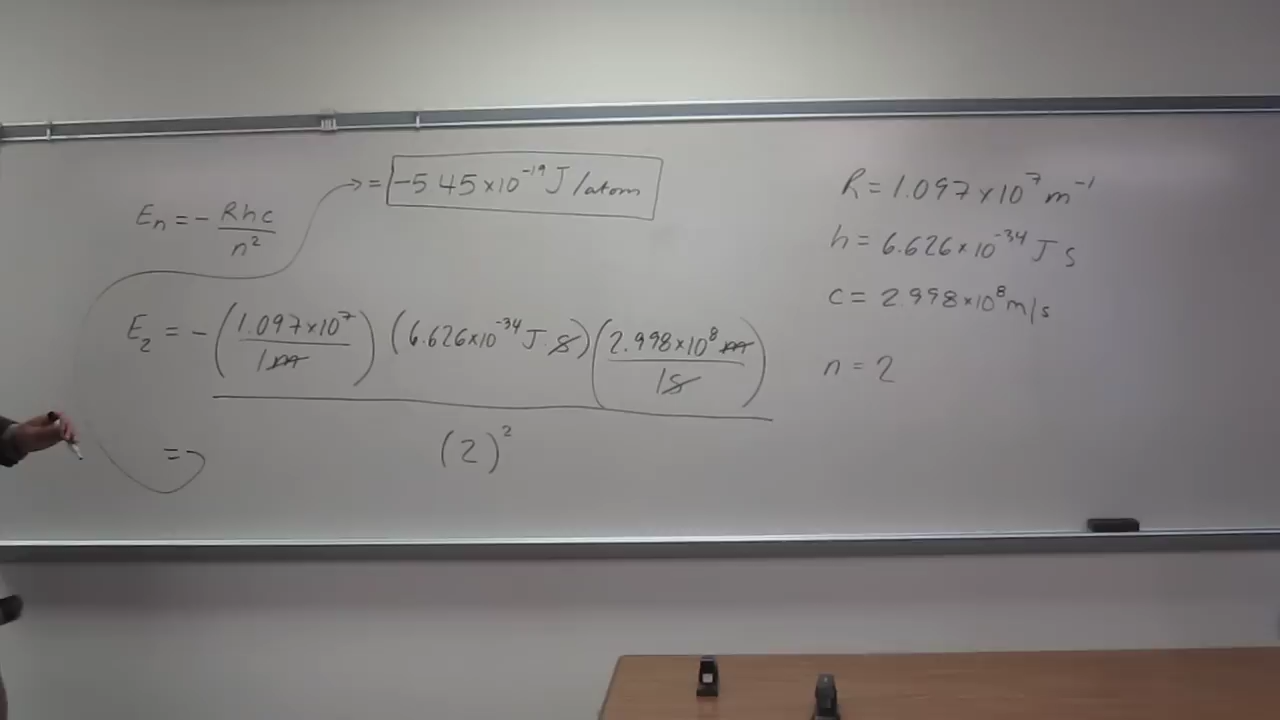 = -5.45×10⁻¹⁹ J/atom
Eₙ = - Rhc / n²
E₂ = - (1.097×10⁷ / 1m) (6.626×10⁻³⁴ J s) (2.998×10⁸ m / 1s)
(2)²
=
R = 1.097×10⁷ m⁻¹
h = 6.626×10⁻³⁴ J s
c = 2.998×10⁸ m/s
n = 2